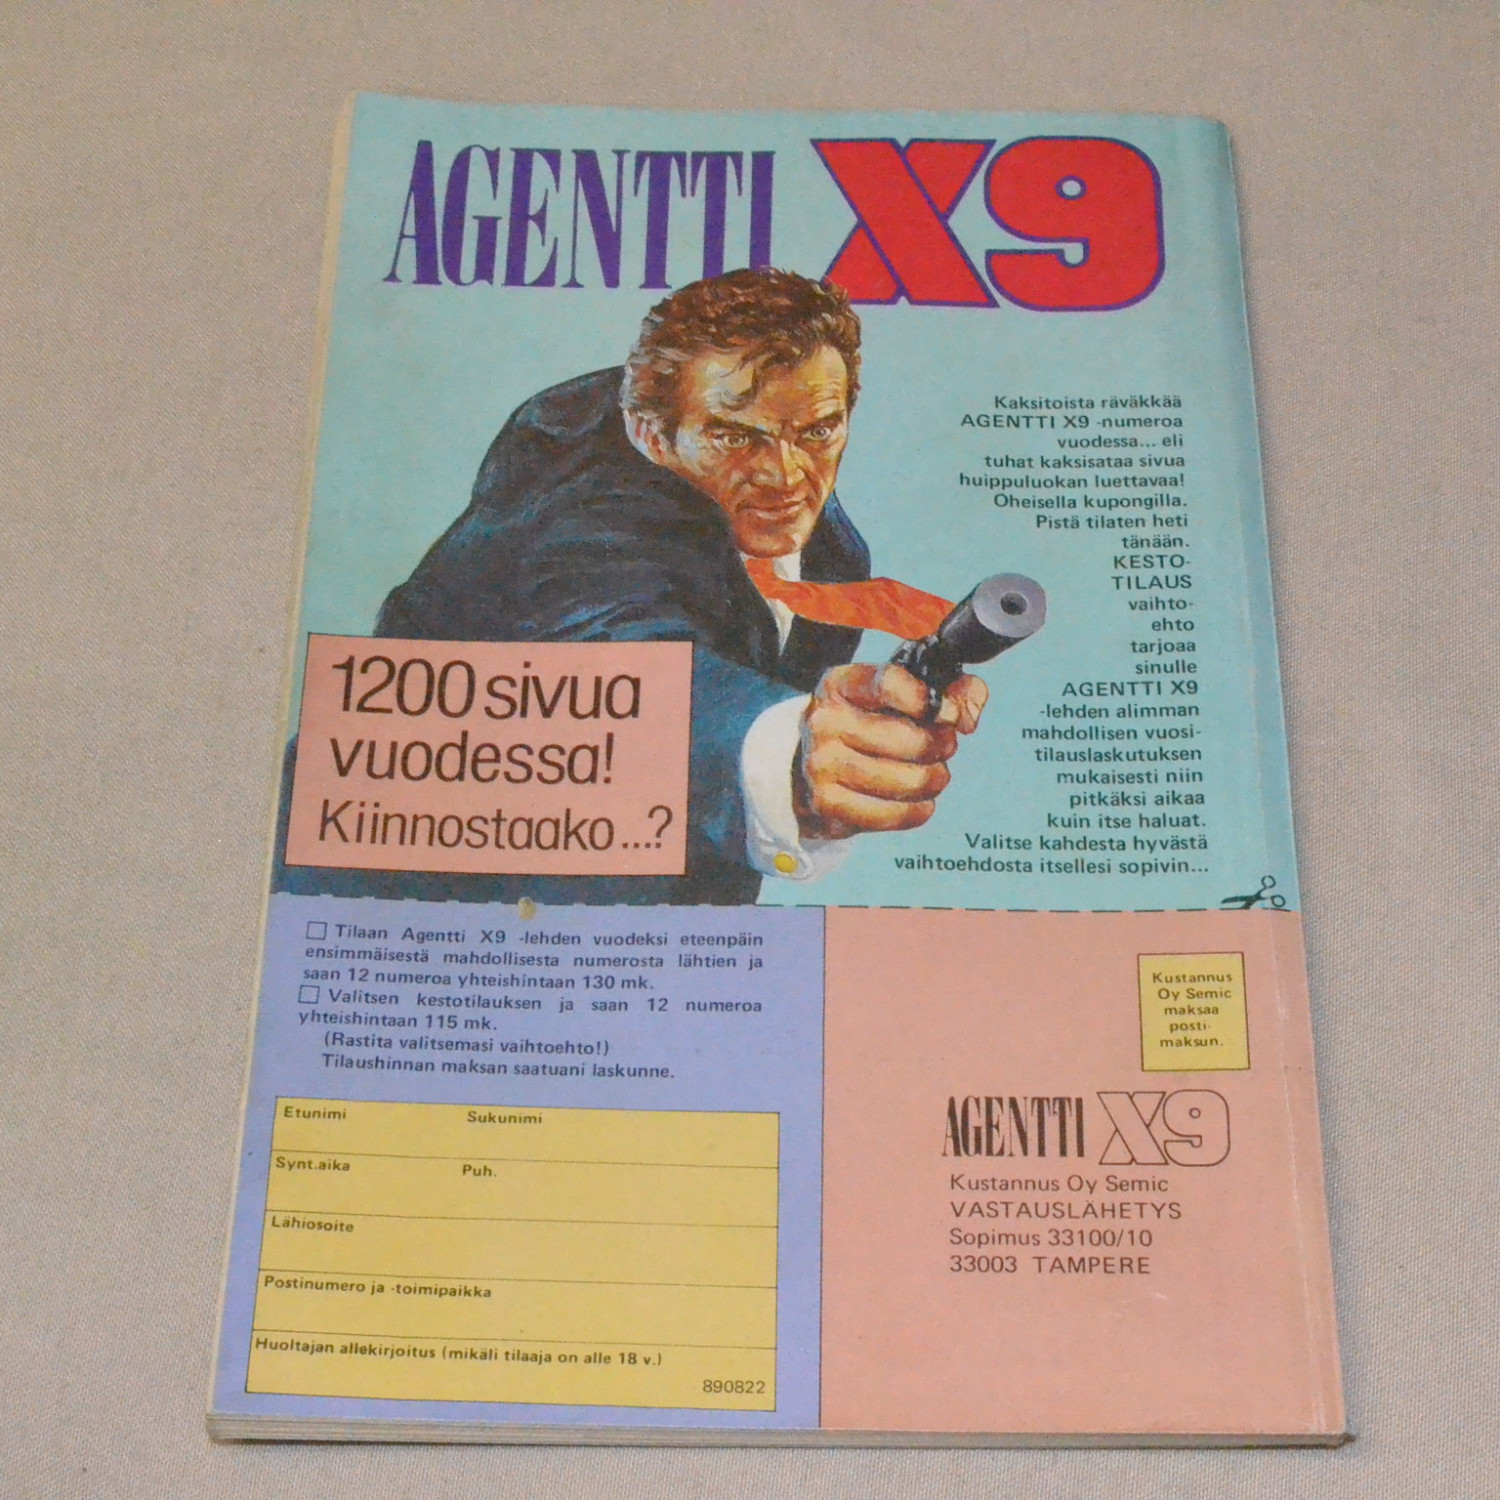 AGENTTI X9
Kaksitoista räväkkää
AGENTTI X9 -numeroa
vuodessa... eli
tuhat kaksisataa sivua
huippuluokan luettavaa!
Oheisella kupongilla.
Pistä tilaten heti
tänään.
KESTO-
TILAUS
vaihto-
ehto
tarjoaa
sinulle
AGENTTI X9
-lehden alimman
mahdollisen vuosi-
tilauslaskutuksen
mukaisesti niin
pitkäksi aikaa
kuin itse haluat.
Valitse kahdesta hyvästä
vaihtoehdosta itsellesi sopivin...
1200 sivua
vuodessa!
Kiinnostaako...?
Tilaan Agentti X9 -lehden vuodeksi eteenpäin
ensimmäisestä mahdollisesta numerosta lähtien ja
saan 12 numeroa yhteishintaan 130 mk.
Valitsen kestotilauksen ja saan 12 numeroa
yhteishintaan 115 mk.
(Rastita valitsemasi vaihtoehto!)
Tilaushinnan maksan saatuani laskunne.
Etunimi Sukunimi
Synt.aika Puh.
Lähiosoite
Postinumero ja -toimipaikka
Huoltajan allekirjoitus (mikäli tilaaja on alle 18 v.)
890822
Kustannus
Oy Semic
maksaa
posti-
maksun.
AGENTTI X9
Kustannus Oy Semic
VASTAUSLÄHETYS
Sopimus 33100/10
33003 TAMPERE